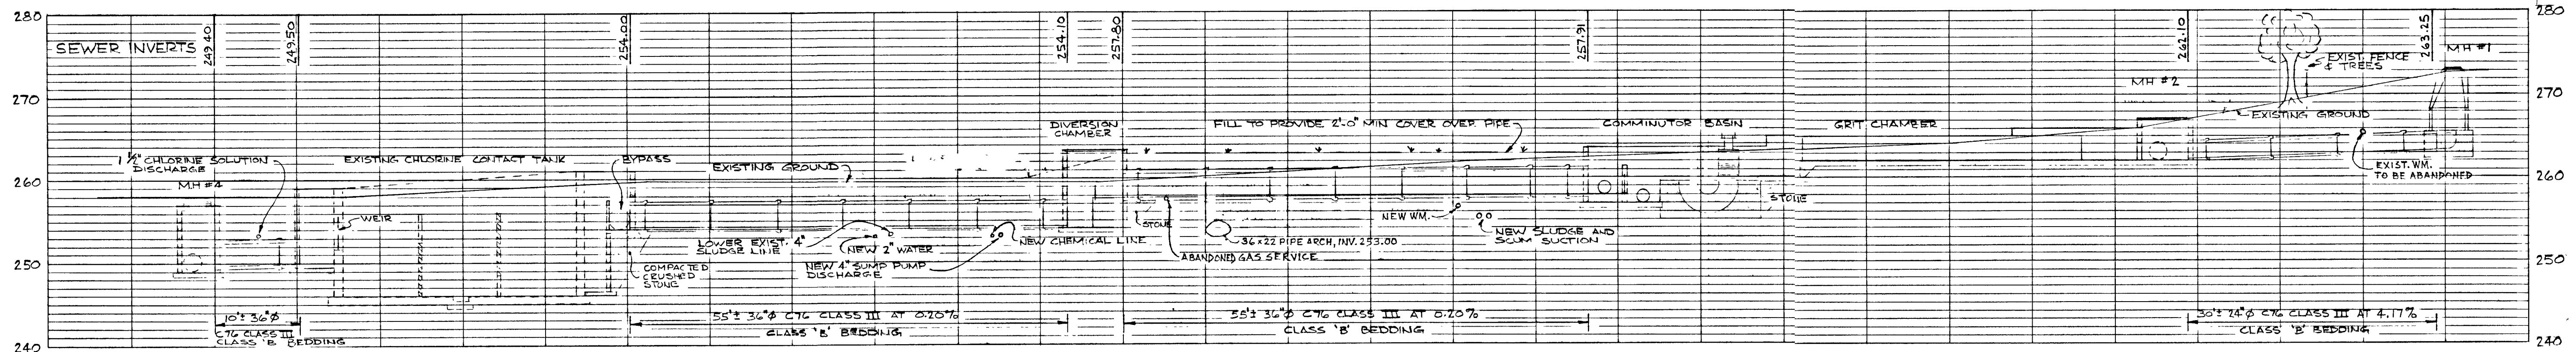 280
280
SEWER INVERTS
249.40
249.50
254.00
254.10
257.80
257.91
262.10
263.25
MH #1
EXIST. FENCE
& TREES
MH #2
270
270
EXISTING GROUND
DIVERSION
CHAMBER
FILL TO PROVIDE 2'-0" MIN COVER OVER PIPE
COMMINUTOR BASIN
GRIT CHAMBER
1 1/2" CHLORINE SOLUTION
DISCHARGE
EXISTING CHLORINE CONTACT TANK
BYPASS
EXISTING GROUND
EXIST. WM.
TO BE ABANDONED
260
260
MH #4
WEIR
STONE
STONE
NEW WM.
LOWER EXIST. 4"
SLUDGE LINE
NEW 2" WATER
NEW CHEMICAL LINE
36 x 22 PIPE ARCH, INV. 253.00
NEW SLUDGE AND
SCUM SUCTION
ABANDONED GAS SERVICE
NEW 4" SUMP PUMP
DISCHARGE
COMPACTED
CRUSHED
STONE
250
250
10'± 36"Ø
C76 CLASS III
CLASS 'B' BEDDING
55'± 36"Ø C76 CLASS III AT 0.20%
CLASS 'B' BEDDING
55'± 36"Ø C76 CLASS III AT 0.20%
CLASS 'B' BEDDING
30'± 24"Ø C76 CLASS III AT 4.17%
CLASS 'B' BEDDING
240
240